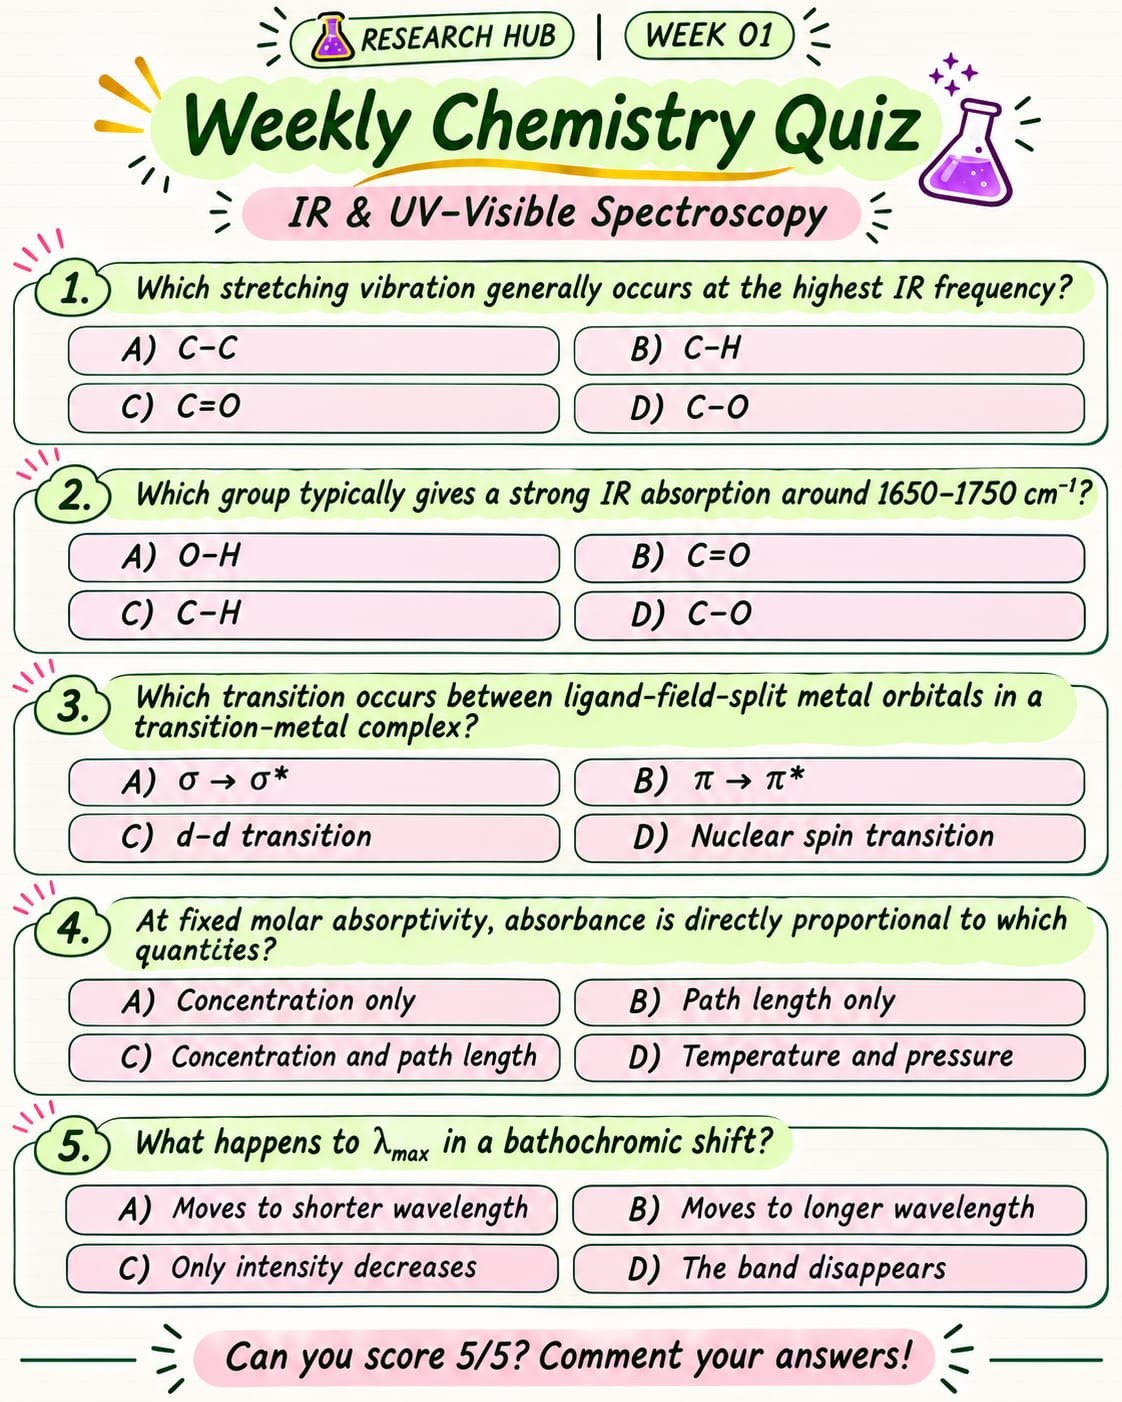 RESEARCH HUB | WEEK 01
Weekly Chemistry Quiz
IR & UV-Visible Spectroscopy
1. Which stretching vibration generally occurs at the highest IR frequency?
A) C-C
B) C-H
C) C=O
D) C-O
2. Which group typically gives a strong IR absorption around 1650-1750 cm⁻¹?
A) O-H
B) C=O
C) C-H
D) C-O
3. Which transition occurs between ligand-field-split metal orbitals in a
transition-metal complex?
A) σ → σ*
B) π → π*
C) d-d transition
D) Nuclear spin transition
4. At fixed molar absorptivity, absorbance is directly proportional to which
quantities?
A) Concentration only
B) Path length only
C) Concentration and path length
D) Temperature and pressure
5. What happens to λmax in a bathochromic shift?
A) Moves to shorter wavelength
B) Moves to longer wavelength
C) Only intensity decreases
D) The band disappears
Can you score 5/5? Comment your answers!